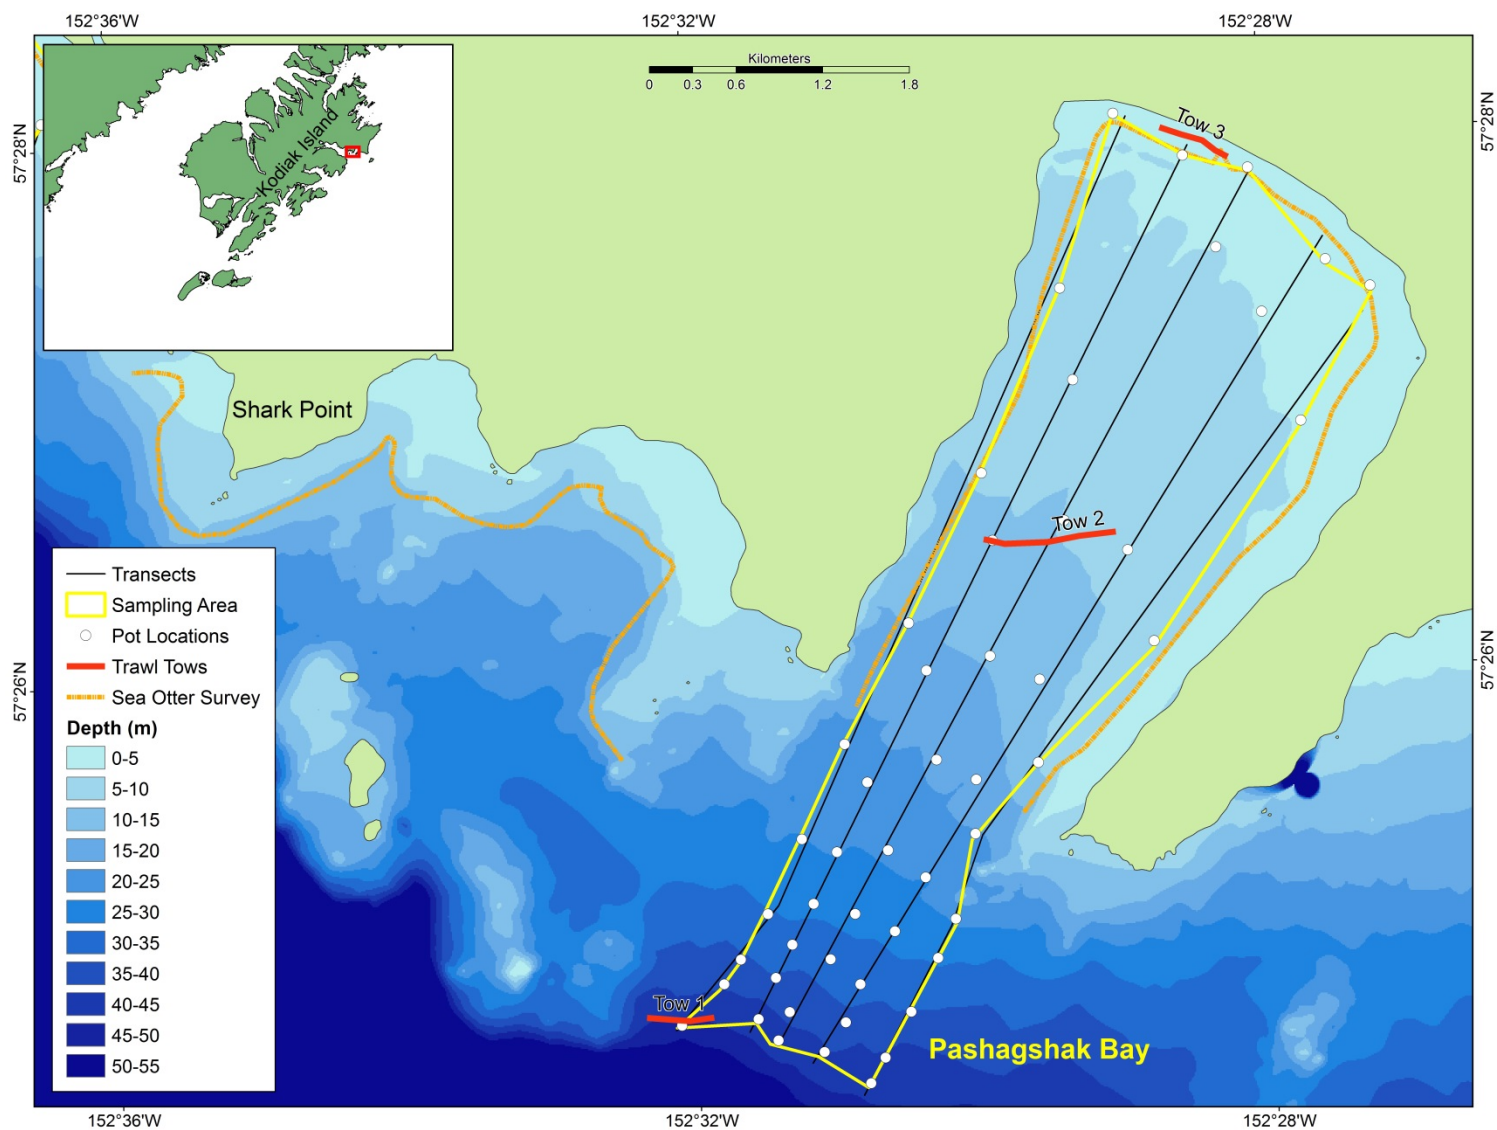 152°36'W
152°32'W
152°28'W
57°28'N
57°28'N
Kodiak Island
Kilometers
0 0.3 0.6 1.2 1.8
Tow 3
Shark Point
Tow 2
Transects
Sampling Area
Pot Locations
Trawl Tows
Sea Otter Survey
Depth (m)
0-5
5-10
10-15
15-20
20-25
25-30
30-35
35-40
40-45
45-50
50-55
57°26'N
57°26'N
Tow 1
Pashagshak Bay
152°36'W
152°32'W
152°28'W